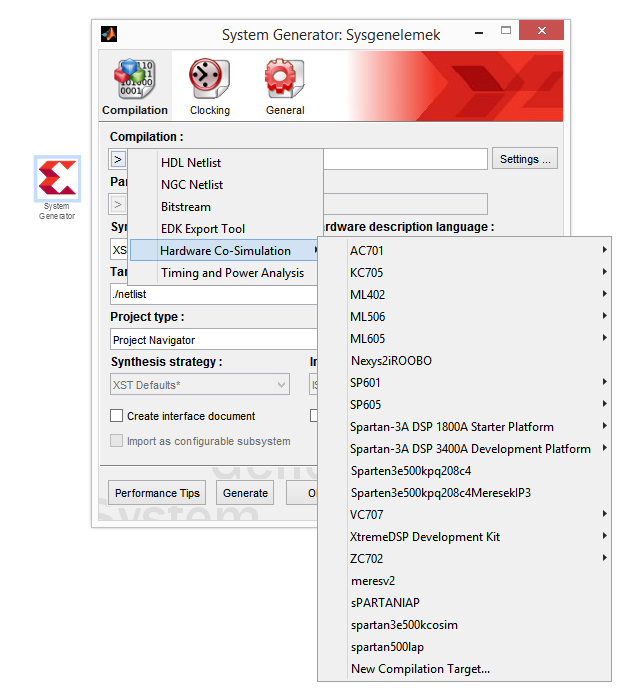 System Generator: Sysgenelemek
Compilation
Clocking
General
Compilation :
>
Settings ...
HDL Netlist
NGC Netlist
Bitstream
EDK Export Tool
Hardware Co-Simulation
Timing and Power Analysis
System
Generator
Par
>
Syn
rdware description language :
XS
Tar
./netlist
Project type :
Project Navigator
Synthesis strategy :
XST Defaults*
Create interface document
Import as configurable subsystem
Performance Tips
Generate
AC701
KC705
ML402
ML506
ML605
Nexys2iROOBO
SP601
SP605
Spartan-3A DSP 1800A Starter Platform
Spartan-3A DSP 3400A Development Platform
Sparten3e500kpq208c4
Sparten3e500kpq208c4MeresekIP3
VC707
XtremeDSP Development Kit
ZC702
meresv2
sPARTANIAP
spartan3e500kcosim
spartan500lap
New Compilation Target...